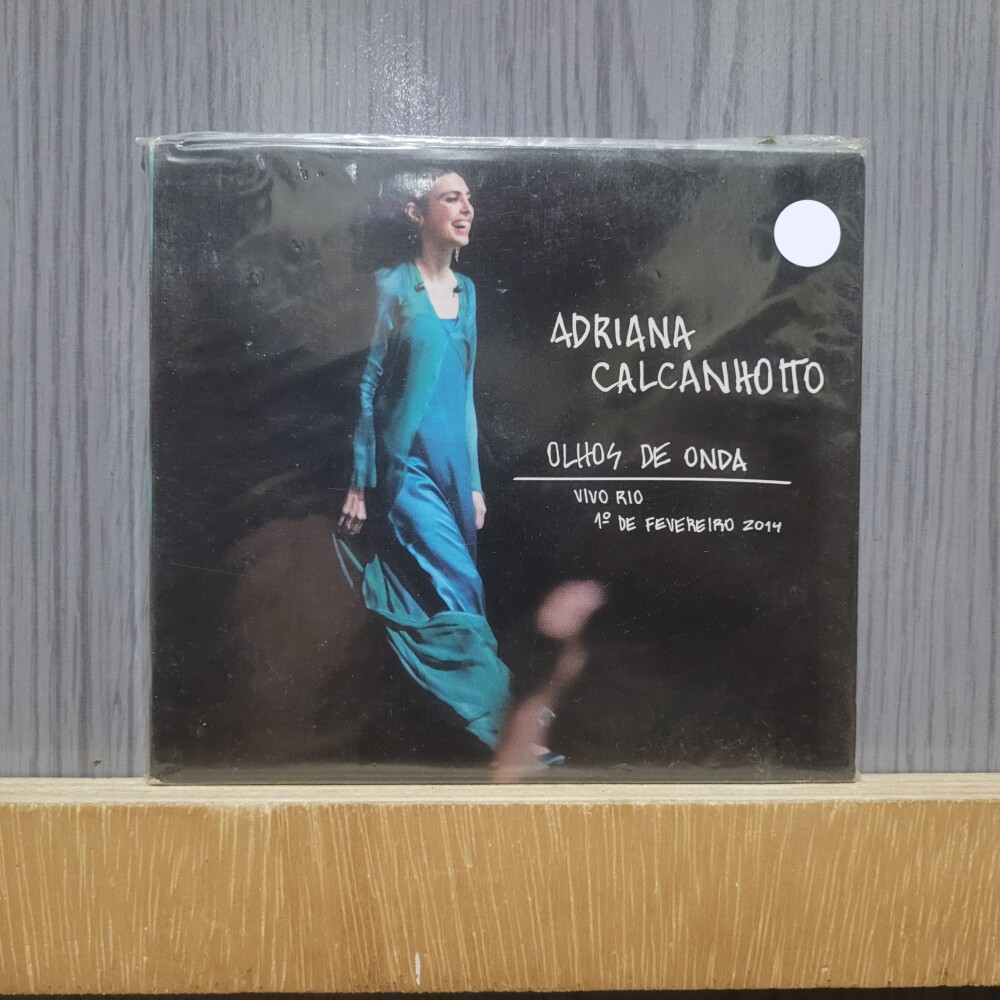 ADRIANA
CALCANHOTTO
OLHOS DE ONDA
VIVO RIO
1º DE FEVEREIRO 2014